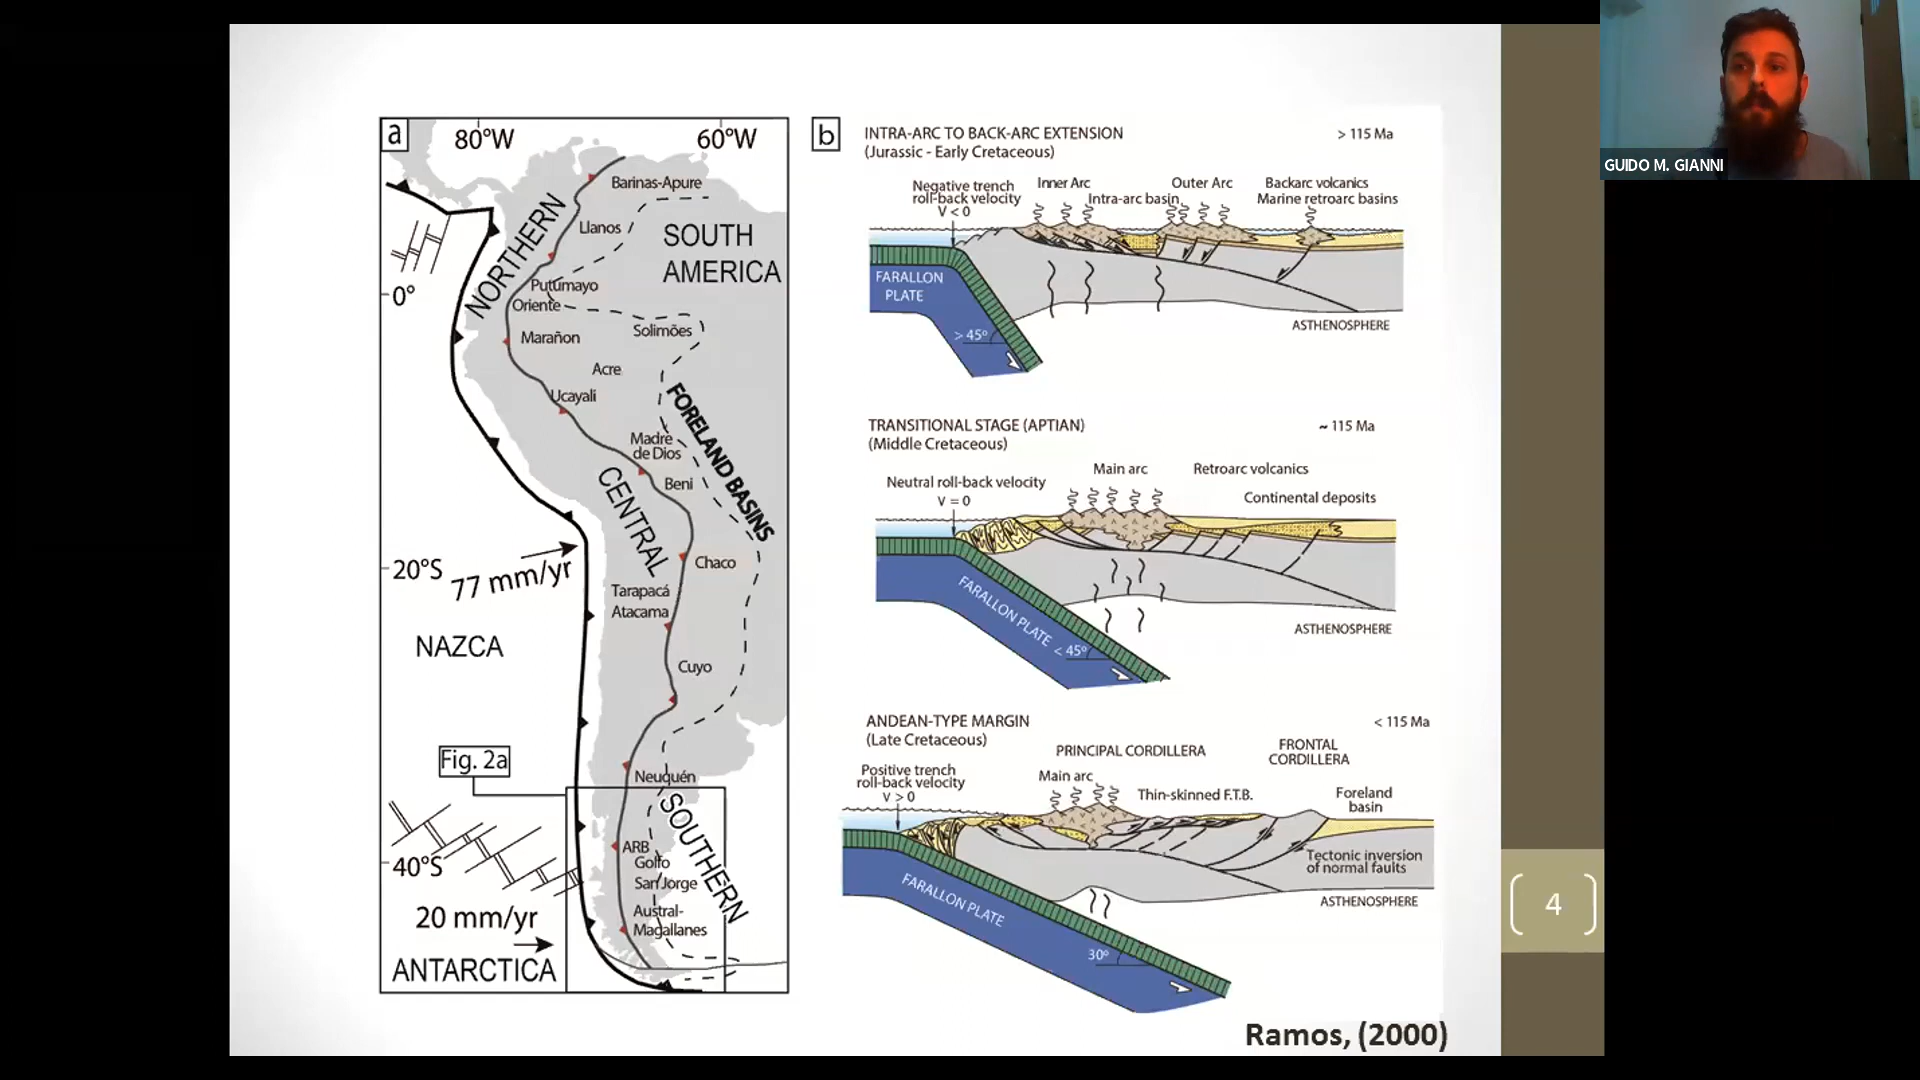 a
80°W
60°W
Barinas-Apure
Llanos
NORTHERN
SOUTH
AMERICA
Putumayo
0°
Oriente
Solimões
Marañon
Acre
Ucayali
FORELAND BASINS
Madre
de Dios
CENTRAL
Beni
20°S
77 mm/yr
Chaco
Tarapacá
Atacama
NAZCA
Cuyo
Fig. 2a
Neuquén
SOUTHERN
ARB
40°S
Golfo
San Jorge
20 mm/yr
Austral-
Magallanes
ANTARCTICA
b
INTRA-ARC TO BACK-ARC EXTENSION
> 115 Ma
(Jurassic - Early Cretaceous)
Negative trench
roll-back velocity
V < 0
Inner Arc
Intra-arc basin
Outer Arc
Backarc volcanics
Marine retroarc basins
FARALLON
PLATE
> 45º
ASTHENOSPHERE
TRANSITIONAL STAGE (APTIAN)
~ 115 Ma
(Middle Cretaceous)
Neutral roll-back velocity
V = 0
Main arc
Retroarc volcanics
Continental deposits
FARALLON PLATE
< 45º
ASTHENOSPHERE
ANDEAN-TYPE MARGIN
< 115 Ma
(Late Cretaceous)
PRINCIPAL CORDILLERA
FRONTAL
CORDILLERA
Positive trench
roll-back velocity
V > 0
Main arc
Thin-skinned F.T.B.
Foreland
basin
Tectonic inversion
of normal faults
FARALLON PLATE
30º
ASTHENOSPHERE
Ramos, (2000)
4
GUIDO M. GIANNI